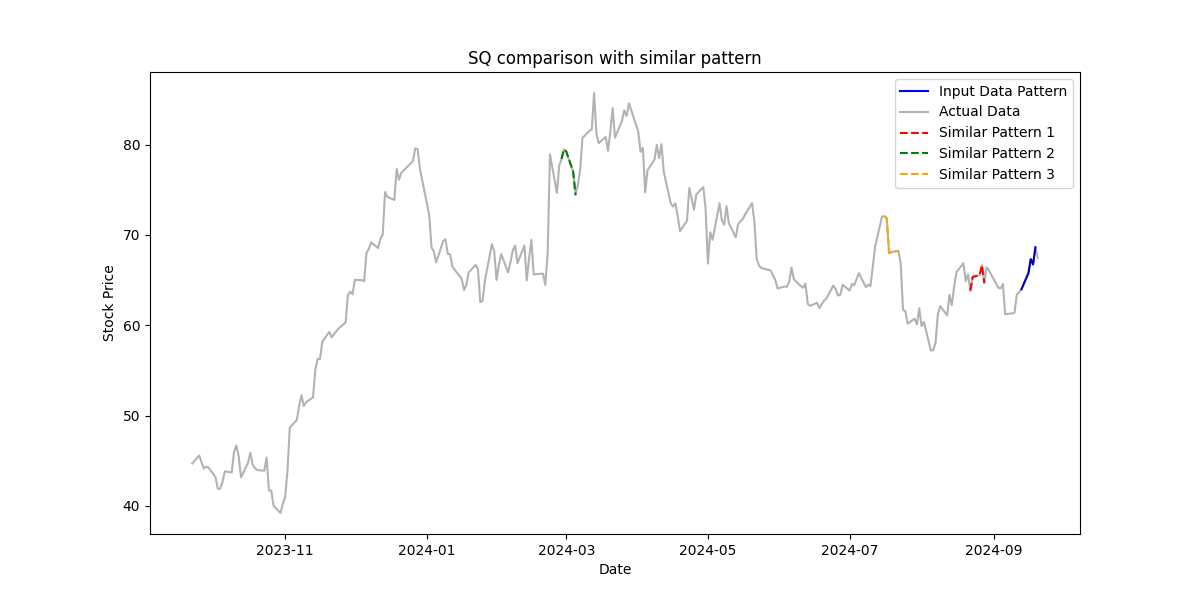 SQ comparison with similar pattern
Input Data Pattern
Actual Data
Similar Pattern 1
Similar Pattern 2
Similar Pattern 3
80
70
60
50
40
Stock Price
2023-11
2024-01
2024-03
2024-05
2024-07
2024-09
Date